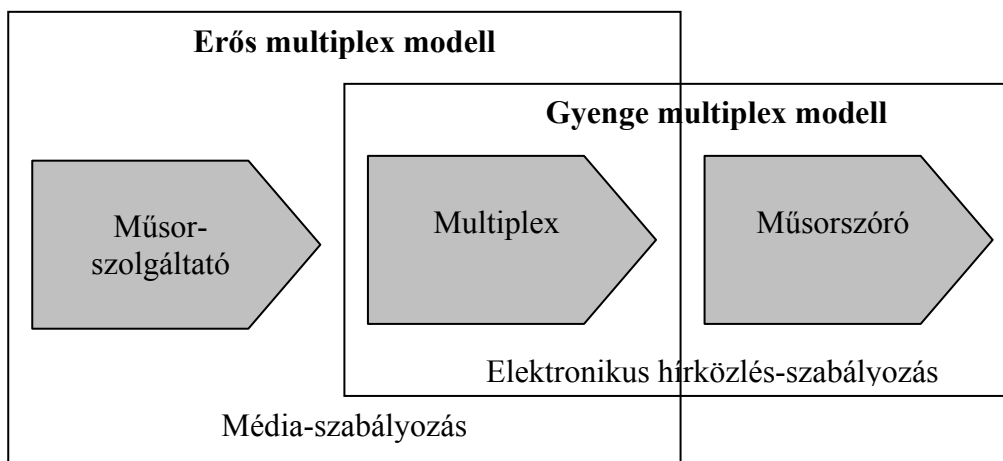 Erős multiplex modell
Gyenge multiplex modell
Műsor-
szolgáltató
Multiplex
Műsorszóró
Elektronikus hírközlés-szabályozás
Média-szabályozás